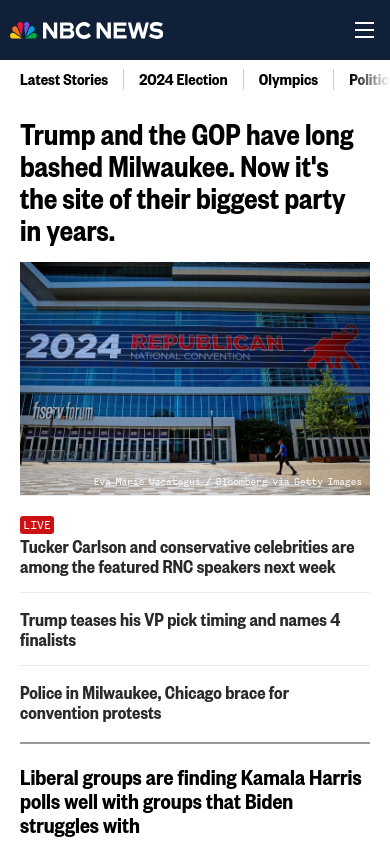 NBC NEWS
Latest Stories
2024 Election
Olympics
Politic
Trump and the GOP have long
bashed Milwaukee. Now it's
the site of their biggest party
in years.
2024 REPUBLICAN
NATIONAL CONVENTION
fiserv.forum
Eva Marie Uzcategui / Bloomberg via Getty Images
LIVE
Tucker Carlson and conservative celebrities are
among the featured RNC speakers next week
Trump teases his VP pick timing and names 4
finalists
Police in Milwaukee, Chicago brace for
convention protests
Liberal groups are finding Kamala Harris
polls well with groups that Biden
struggles with